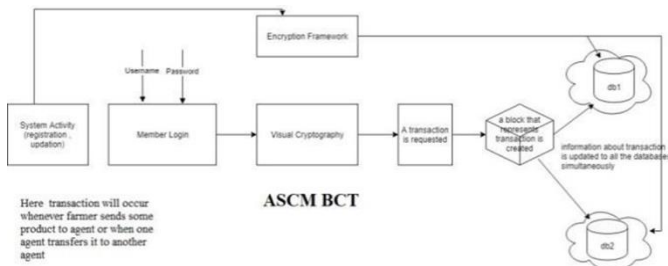 Encryption Framework
Username Password
db1
System Activity
(registration ,
updation)
Member Login
Visual Cryptography
A transaction
is requested
a block that
represents
transaction is
created
information about transaction
is updated to all the database
simultaneously
ASCM BCT
Here transaction will occur
whenever farmer sends some
product to agent or when one
agent transfers it to another
agent
db2